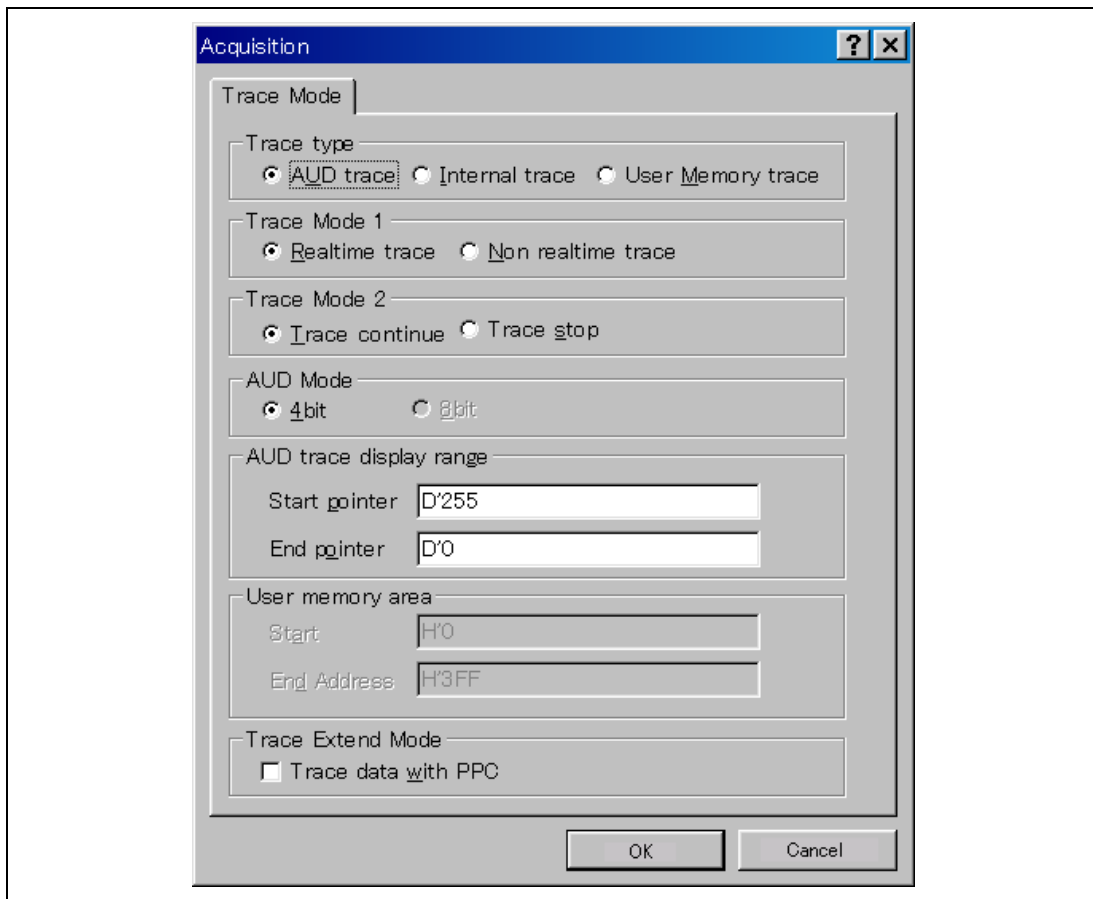 Acquisition
Trace Mode
Trace type
AUD trace Internal trace User Memory trace
Trace Mode 1
Realtime trace Non realtime trace
Trace Mode 2
Trace continue Trace stop
AUD Mode
4bit 8bit
AUD trace display range
Start pointer D'255
End pointer D'0
User memory area
Start H'0
End Address H'3FF
Trace Extend Mode
Trace data with PPC
OK Cancel